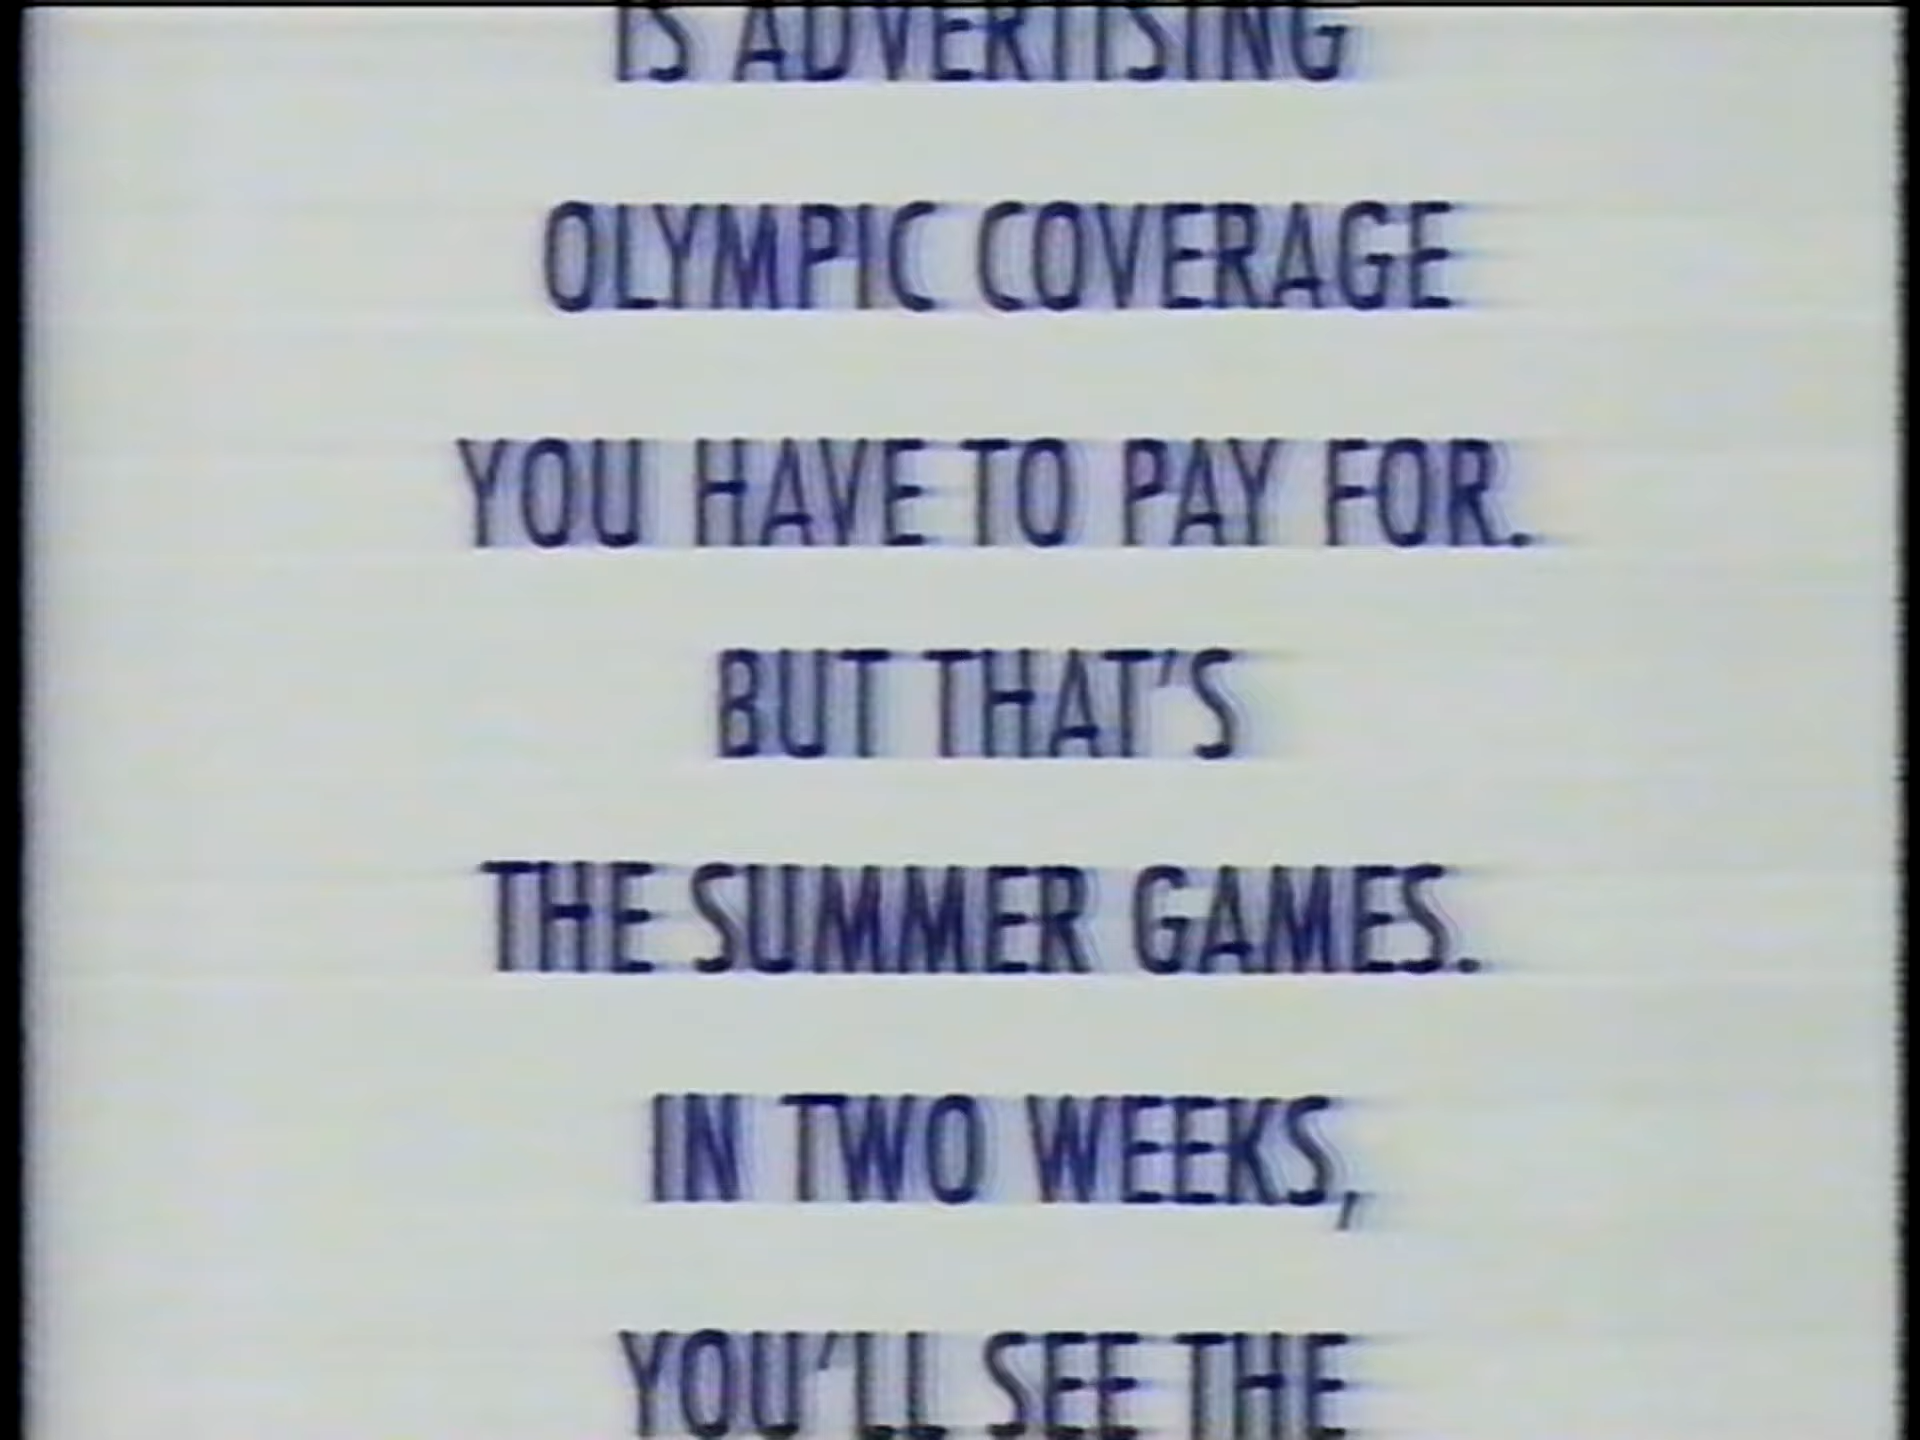 IS ADVERTISING
OLYMPIC COVERAGE
YOU HAVE TO PAY FOR.
BUT THAT'S
THE SUMMER GAMES.
IN TWO WEEKS,
YOU'LL SEE THE